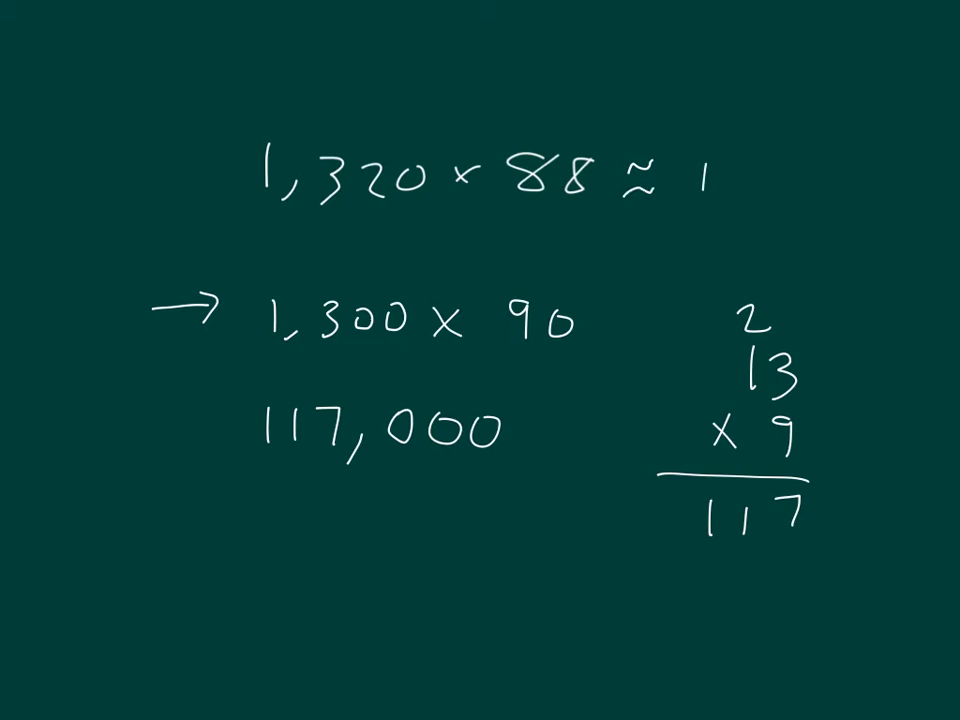 1,320 × 88 ≈ 1
→ 1,300 × 90
117,000
2
13
× 9
117